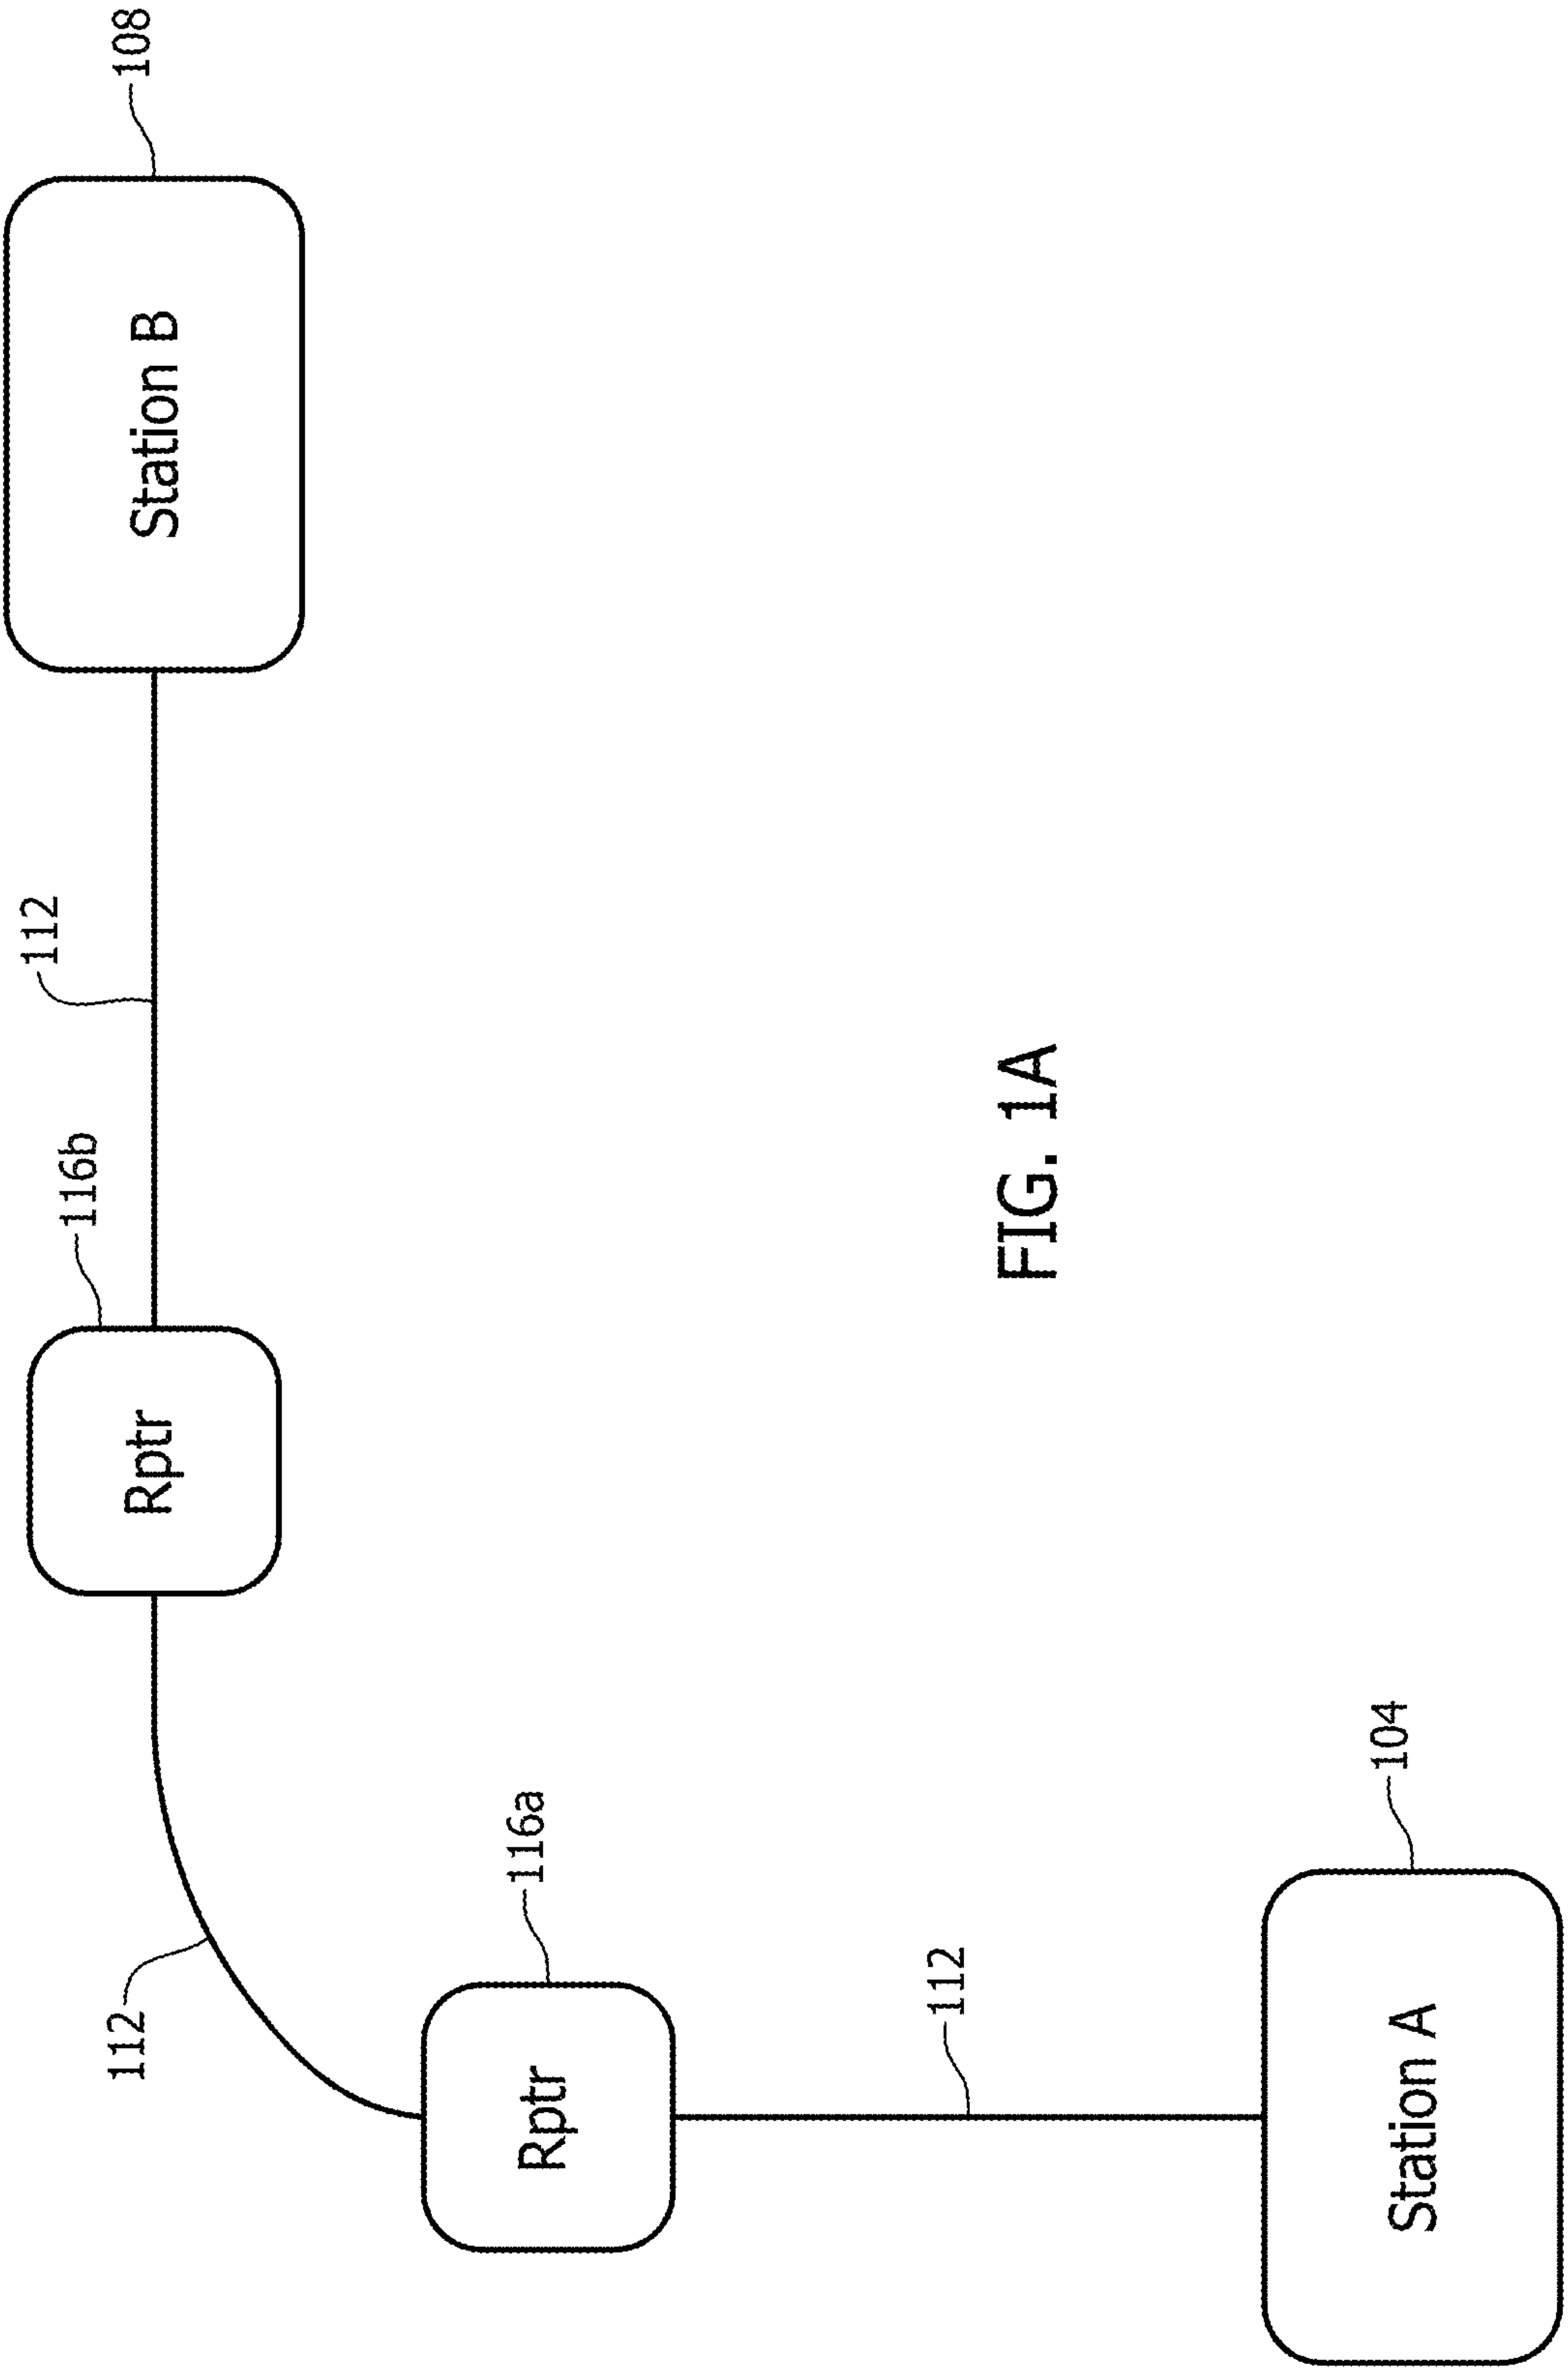 112
116b
Rptr
112
Station B
108
116a
Rptr
112
104
Station A
FIG. 1A